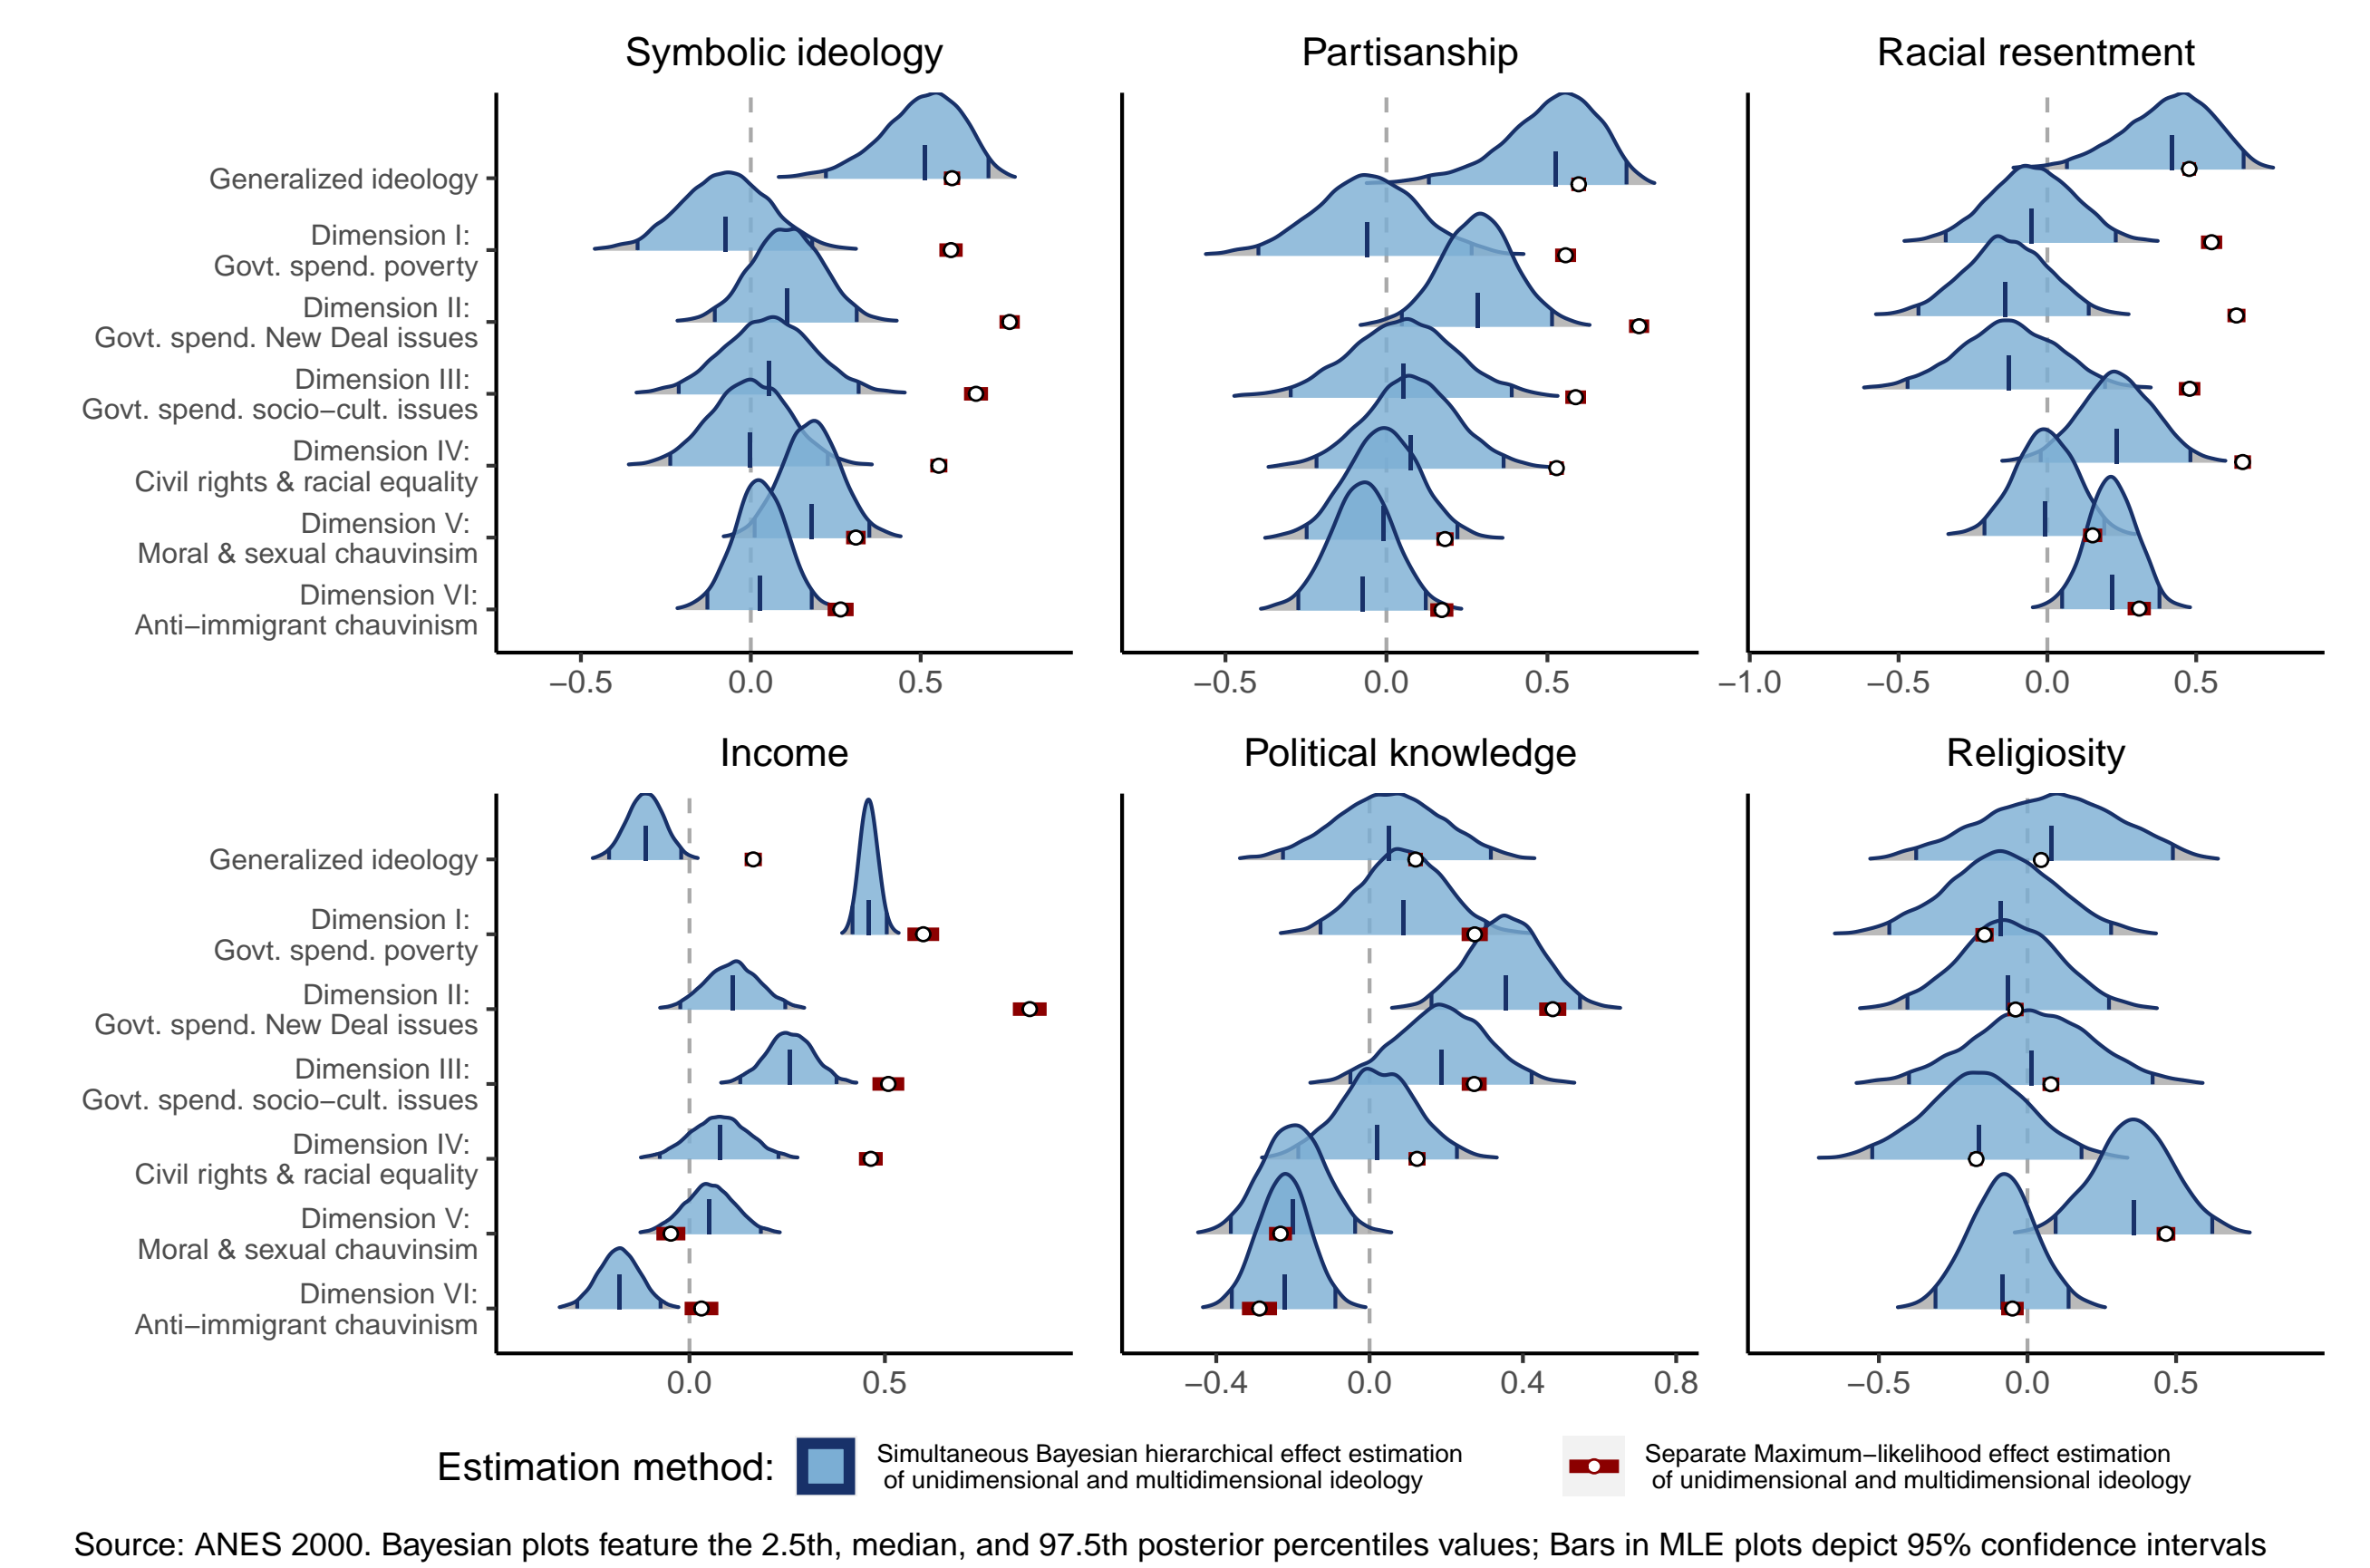 Symbolic ideology
Partisanship
Racial resentment
Generalized ideology
Dimension I:
Govt. spend. poverty
Dimension II:
Govt. spend. New Deal issues
Dimension III:
Govt. spend. socio−cult. issues
Dimension IV:
Civil rights & racial equality
Dimension V:
Moral & sexual chauvinsim
Dimension VI:
Anti−immigrant chauvinism
−0.5 0.0 0.5
−0.5 0.0 0.5
−1.0 −0.5 0.0 0.5
Income
Political knowledge
Religiosity
Generalized ideology
Dimension I:
Govt. spend. poverty
Dimension II:
Govt. spend. New Deal issues
Dimension III:
Govt. spend. socio−cult. issues
Dimension IV:
Civil rights & racial equality
Dimension V:
Moral & sexual chauvinsim
Dimension VI:
Anti−immigrant chauvinism
0.0 0.5
−0.4 0.0 0.4 0.8
−0.5 0.0 0.5
Estimation method:
Simultaneous Bayesian hierarchical effect estimation
of unidimensional and multidimensional ideology
Separate Maximum−likelihood effect estimation
of unidimensional and multidimensional ideology
Source: ANES 2000. Bayesian plots feature the 2.5th, median, and 97.5th posterior percentiles values; Bars in MLE plots depict 95% confidence intervals